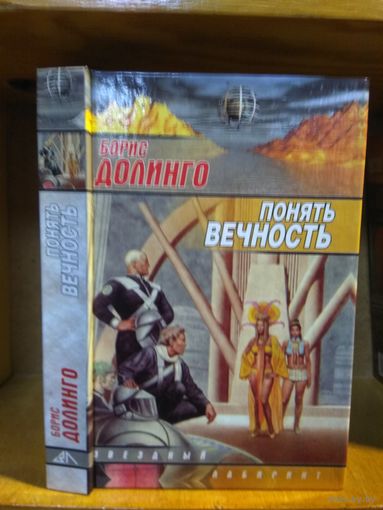 БОРИС
ДОЛИНГО
ПОНЯТЬ
ВЕЧНОСТЬ
ЗВЕЗДНЫЙ
ЛАБИРИНТ
БОРИС
ДОЛИНГО
ПОНЯТЬ
ВЕЧНОСТЬ